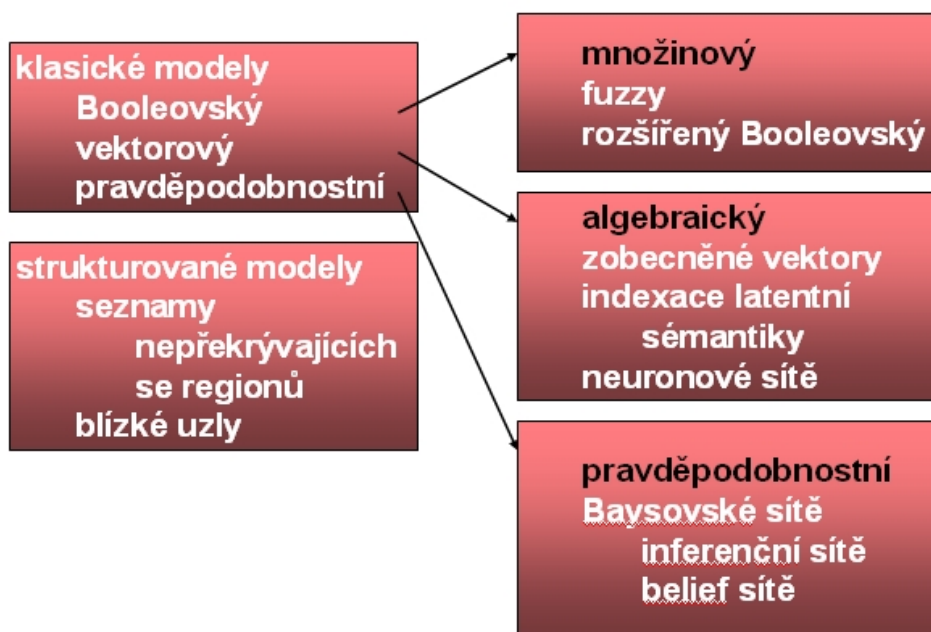 klasické modely
Booleovský
vektorový
pravděpodobnostní
strukturované modely
seznamy
nepřekrývajících
se regionů
blízké uzly
množinový
fuzzy
rozšířený Booleovský
algebraický
zobecněné vektory
indexace latentní
sémantiky
neuronové sítě
pravděpodobnostní
Baysovské sítě
inferenční sítě
belief sítě